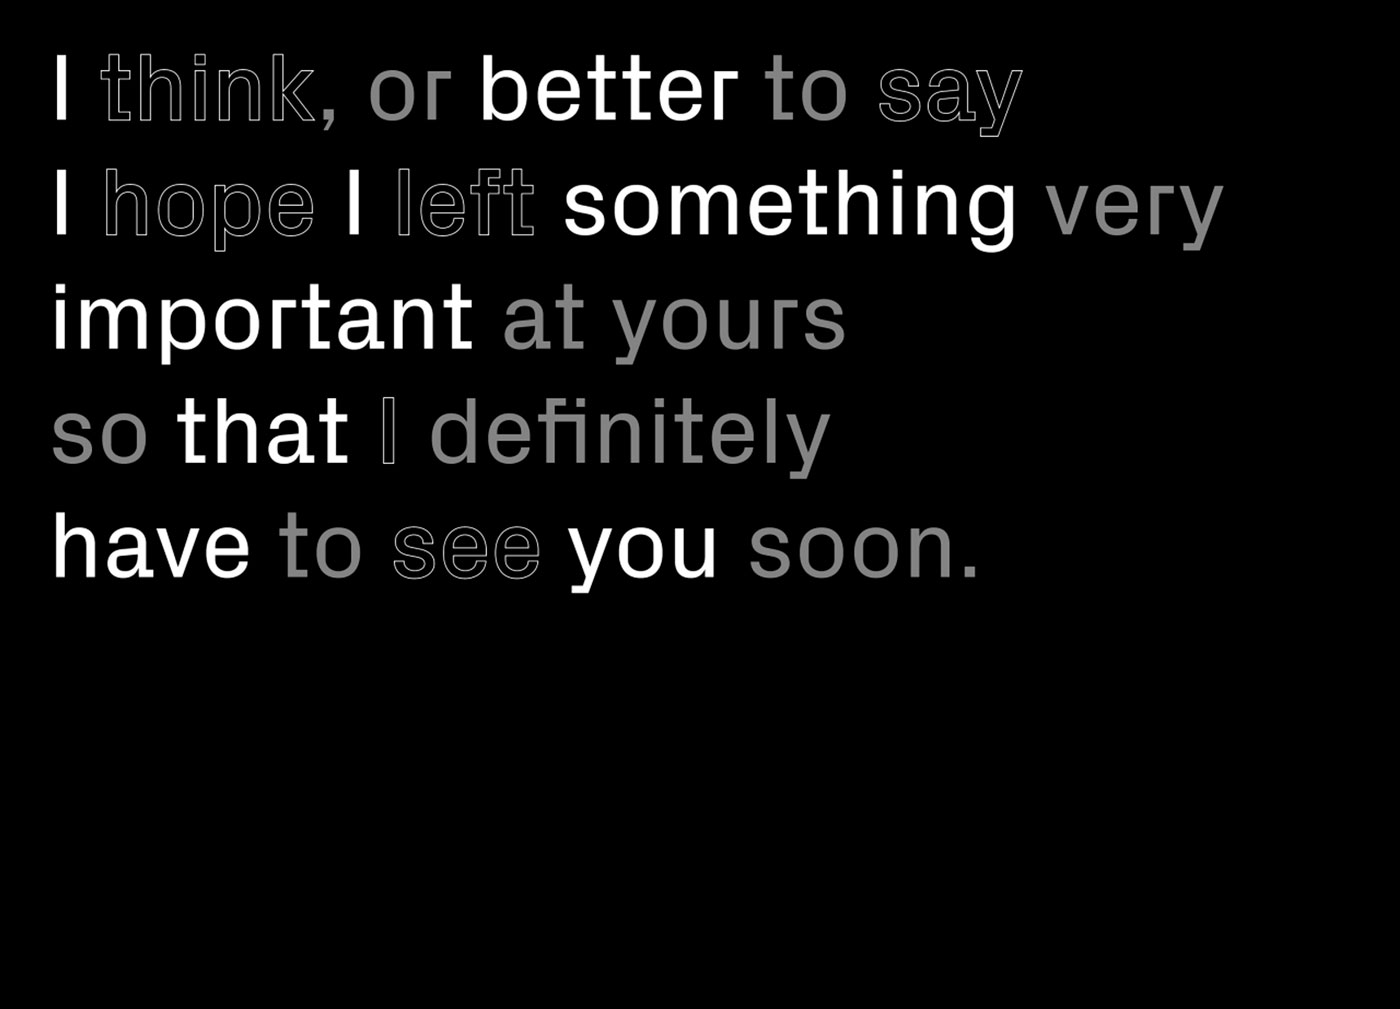 I think, or better to say
I hope I left something very
important at yours
so that I definitely
have to see you soon.